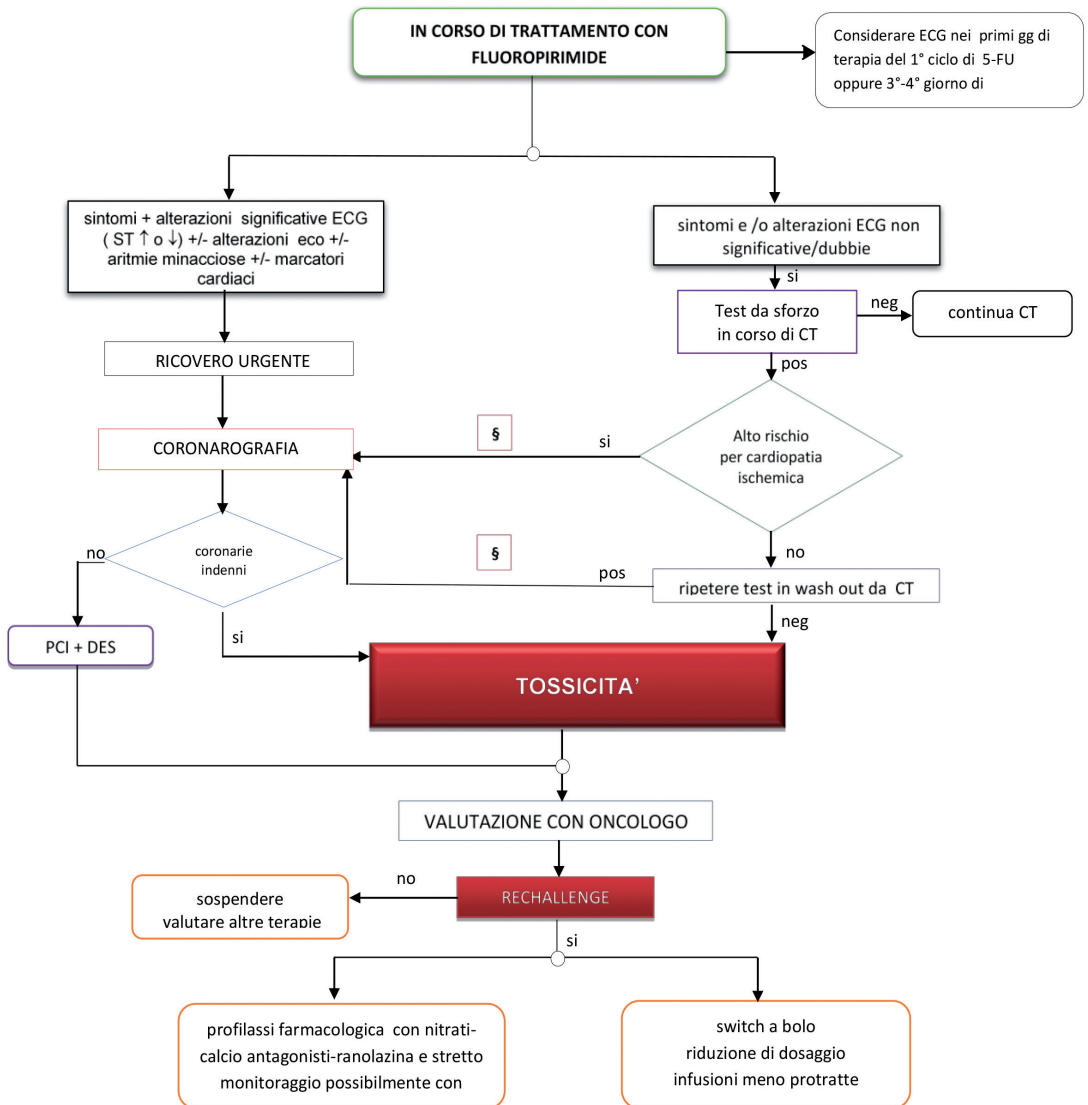 IN CORSO DI TRATTAMENTO CON
FLUOROPIRIMIDE
Considerare ECG nei primi gg di
terapia del 1° ciclo di 5-FU
oppure 3°-4° giorno di
sintomi + alterazioni significative ECG
( ST ↑ o ↓) +/- alterazioni eco +/-
aritmie minacciose +/- marcatori
cardiaci
sintomi e /o alterazioni ECG non
significative/dubbie
si
Test da sforzo
in corso di CT
neg
continua CT
pos
RICOVERO URGENTE
CORONAROGRAFIA
§
si
Alto rischio
per cardiopatia
ischemica
no
coronarie
indenni
§
pos
no
ripetere test in wash out da CT
neg
PCI + DES
si
TOSSICITA’
VALUTAZIONE CON ONCOLOGO
RECHALLENGE
no
sospendere
valutare altre terapie
si
profilassi farmacologica con nitrati-
calcio antagonisti-ranolazina e stretto
monitoraggio possibilmente con
switch a bolo
riduzione di dosaggio
infusioni meno protratte